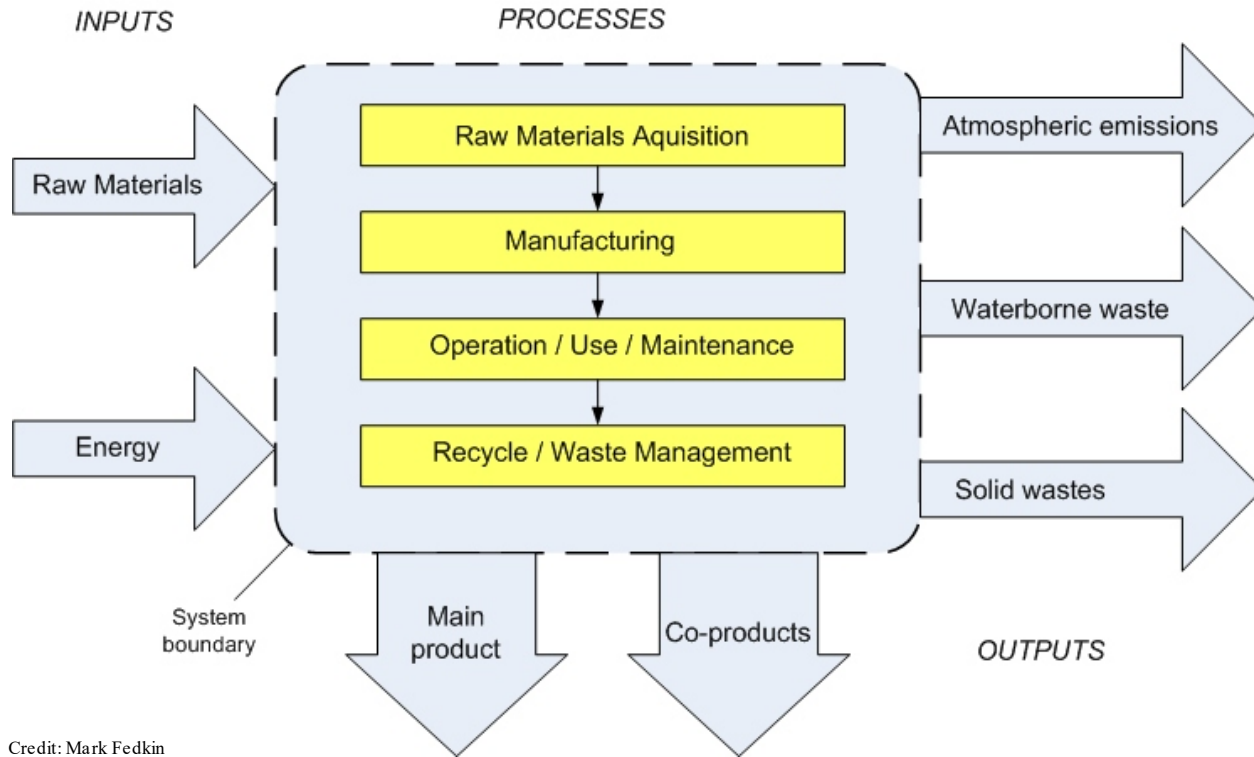 INPUTS
PROCESSES
Raw Materials Aquisition
Atmospheric emissions
Raw Materials
Manufacturing
Waterborne waste
Operation / Use / Maintenance
Energy
Recycle / Waste Management
Solid wastes
System
boundary
Main
product
Co-products
OUTPUTS
Credit: Mark Fedkin